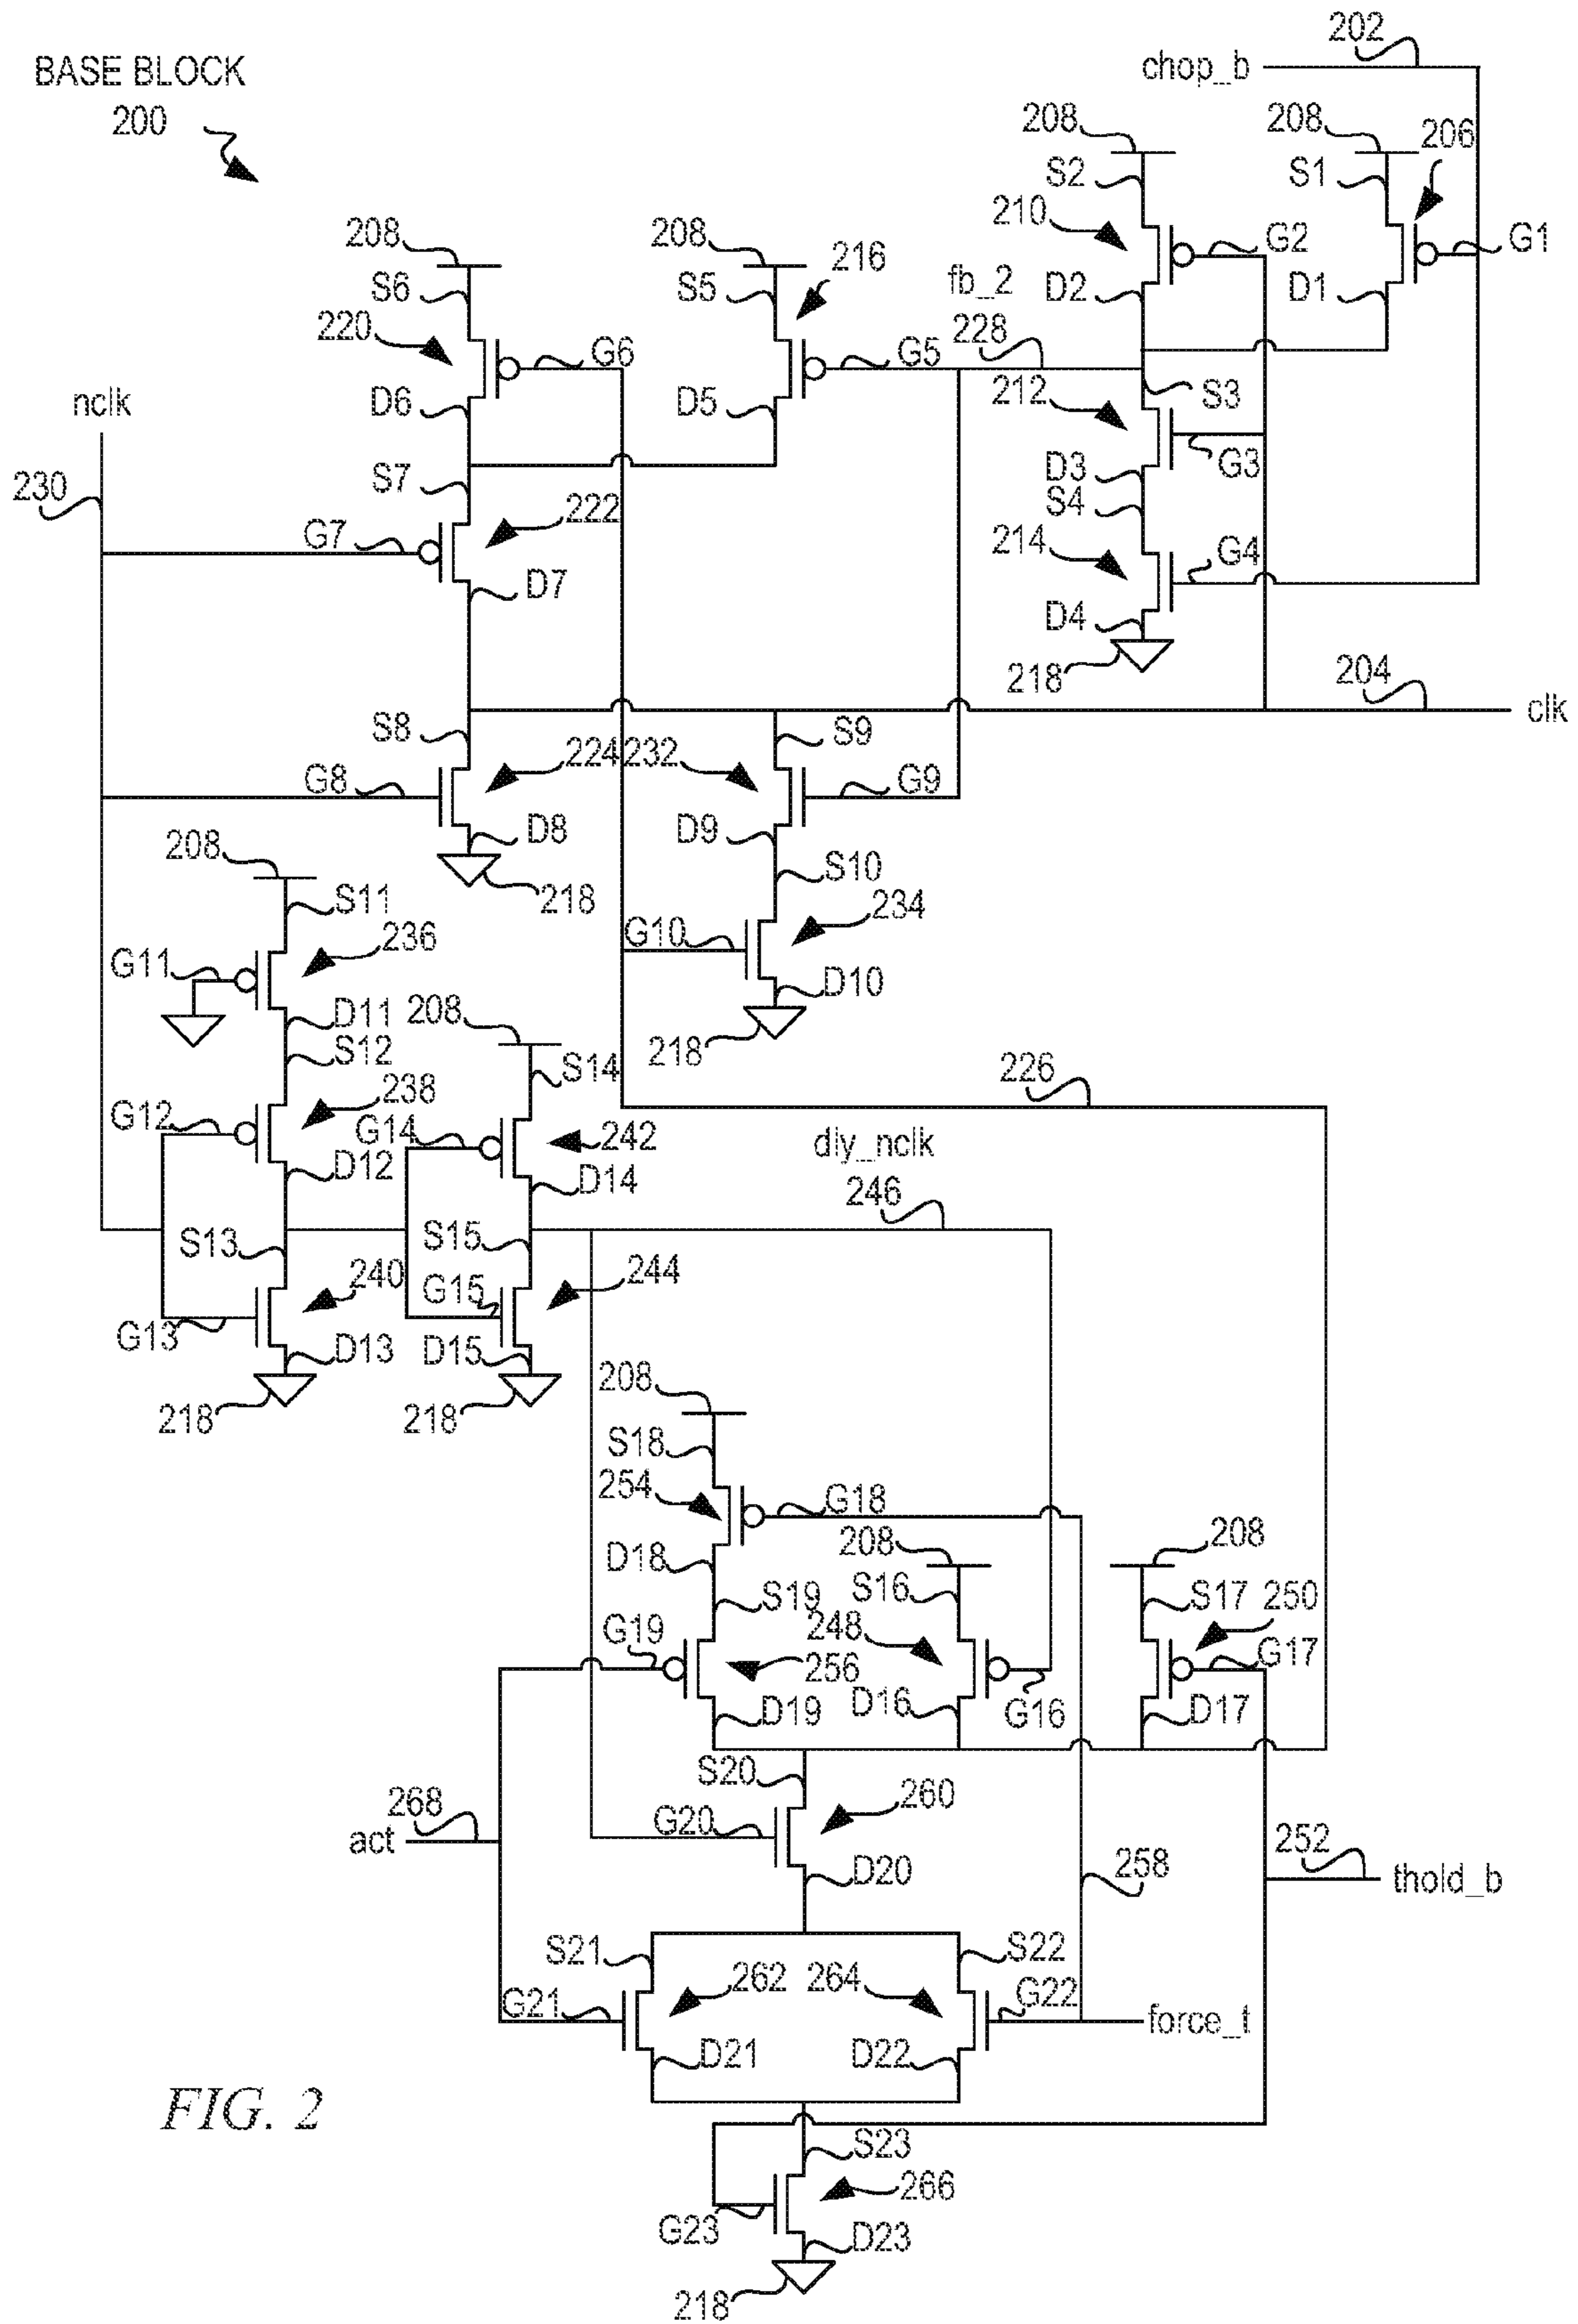 202
chop_b
BASE BLOCK
200
208
208
206
S2
S1
210
G2
G1
208
208
216
fb_2
D2
D1
S6
S5
220
G6
G5
228
212
S3
nclk
D6
D5
G3
230
S7
D3
222
S4
G7
214
G4
D7
D4
218
204
S8
S9
clk
224
232
G8
G9
D8
D9
208
S10
S11
218
234
G10
236
G11
D10
D11
208
218
S12
S14
226
G12
238
G14
242
dly_nclk
D12
D14
246
S13
S15
240
G15
244
G13
D13
D15
208
218
218
S18
254
G18
208
208
D18
S19
S16
S17
250
G19
248
G17
256
D19
D16
G16
D17
S20
268
260
act
G20
252
258
D20
thold_b
S21
S22
262
264
G21
G22
force_t
D21
D22
FIG. 2
S23
266
G23
D23
218